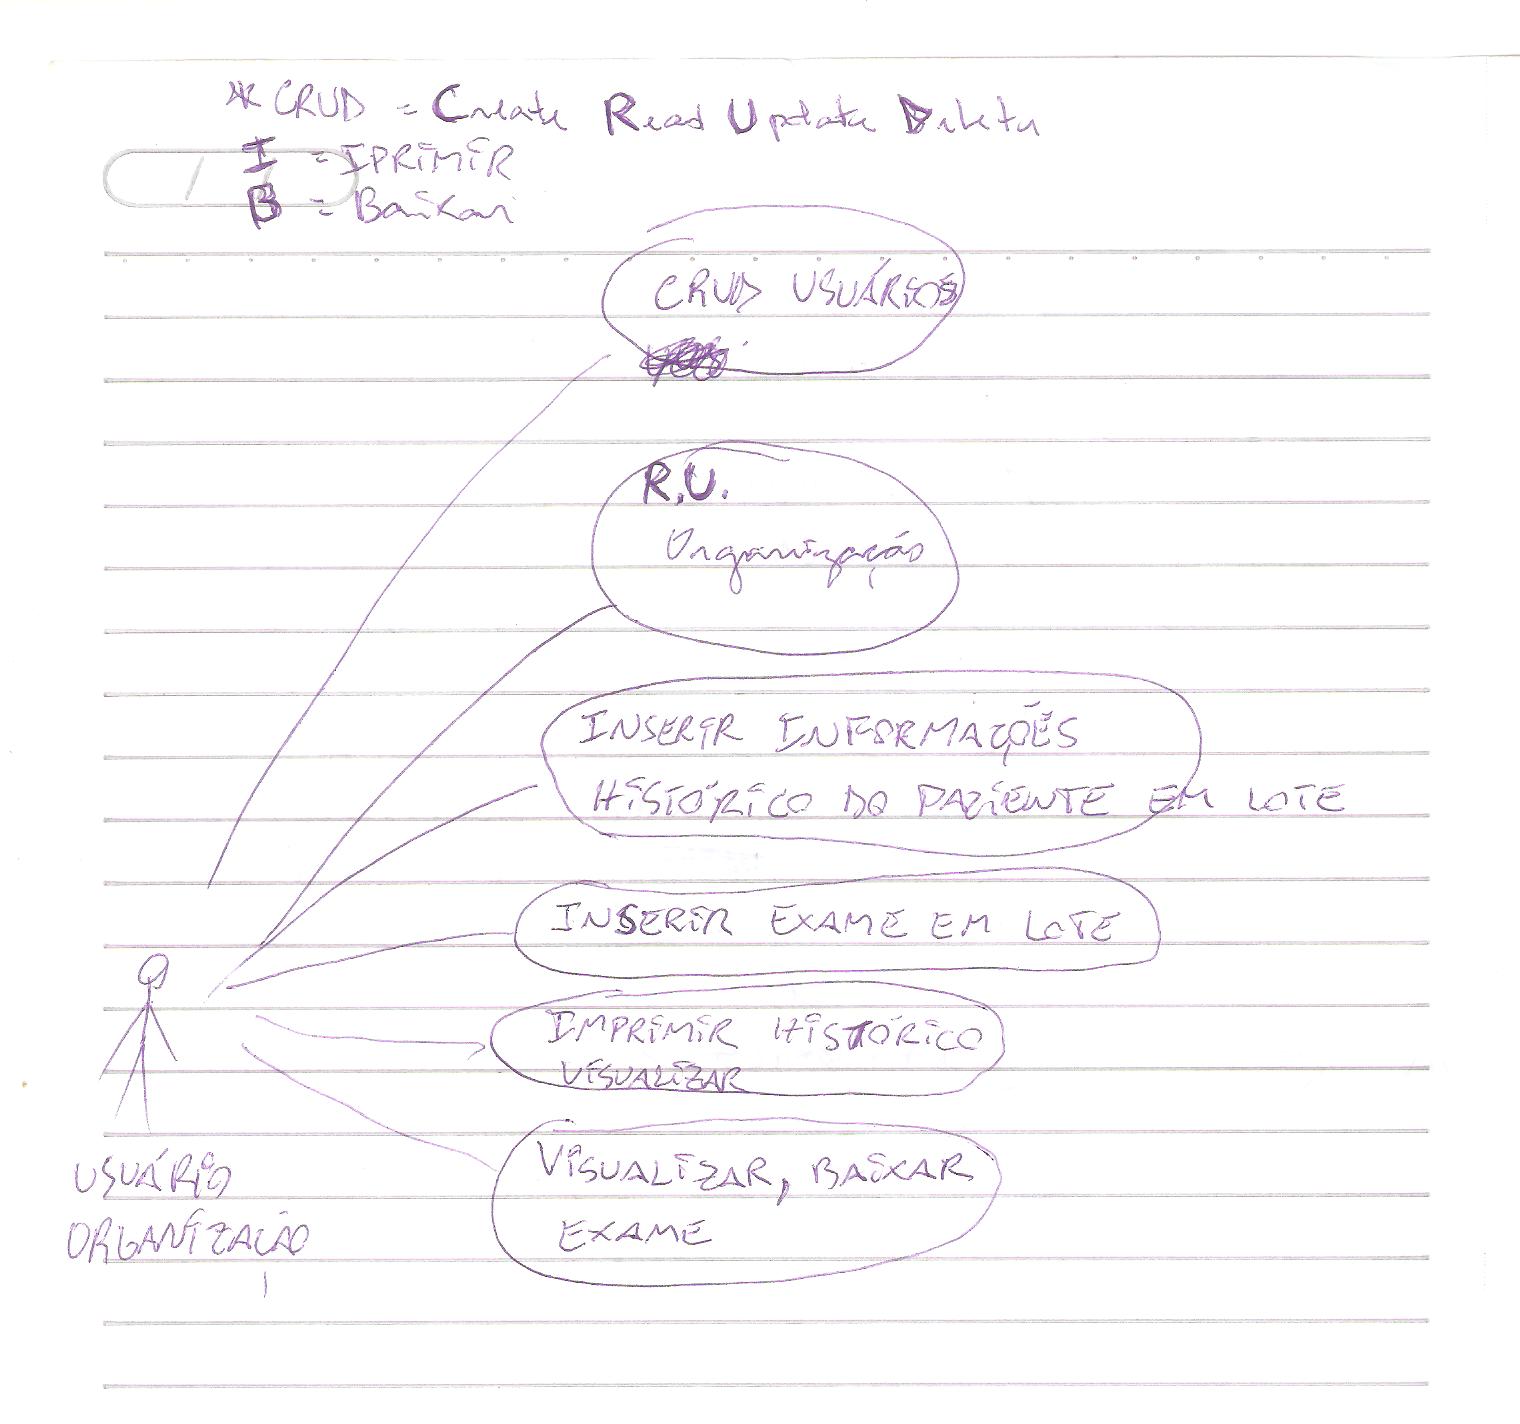 * CRUD = Create Read Update Delete
I = IPRIMIR
B = Baixar
CRUD USUÁRIOS
R.U.
Organização
INSERIR INFORMAÇÕES
HISTÓRICO DO PACIENTE EM LOTE
INSERIR EXAME EM LOTE
IMPRIMIR HISTÓRICO
VISUALIZAR
VISUALIZAR, BAIXAR
EXAME
USUÁRIO
ORGANIZAÇÃO